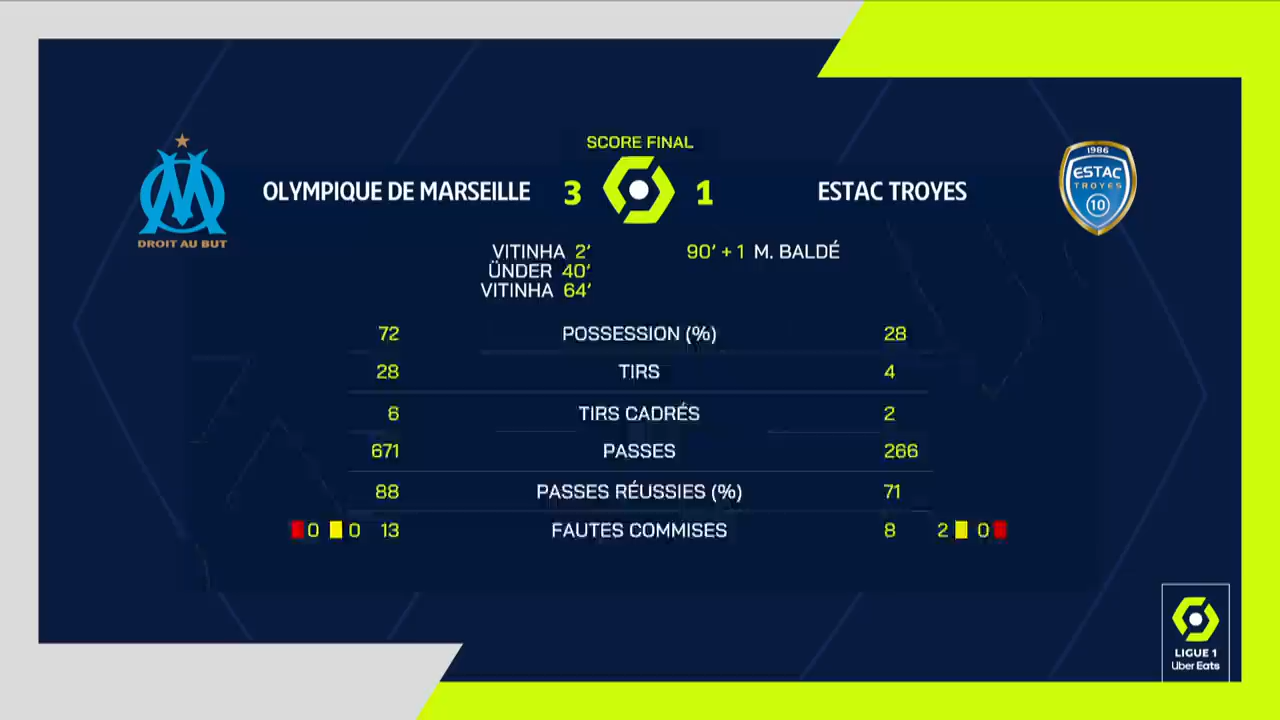 SCORE FINAL
OLYMPIQUE DE MARSEILLE 3 1 ESTAC TROYES
DROIT AU BUT
1986
ESTAC
TROYES
10
VITINHA 2' 90' + 1 M. BALDÉ
ÜNDER 40'
VITINHA 64'
72 POSSESSION (%) 28
28 TIRS 4
6 TIRS CADRÉS 2
671 PASSES 266
88 PASSES RÉUSSIES (%) 71
0 0 13 FAUTES COMMISES 8 2 0
LIGUE 1
Uber Eats